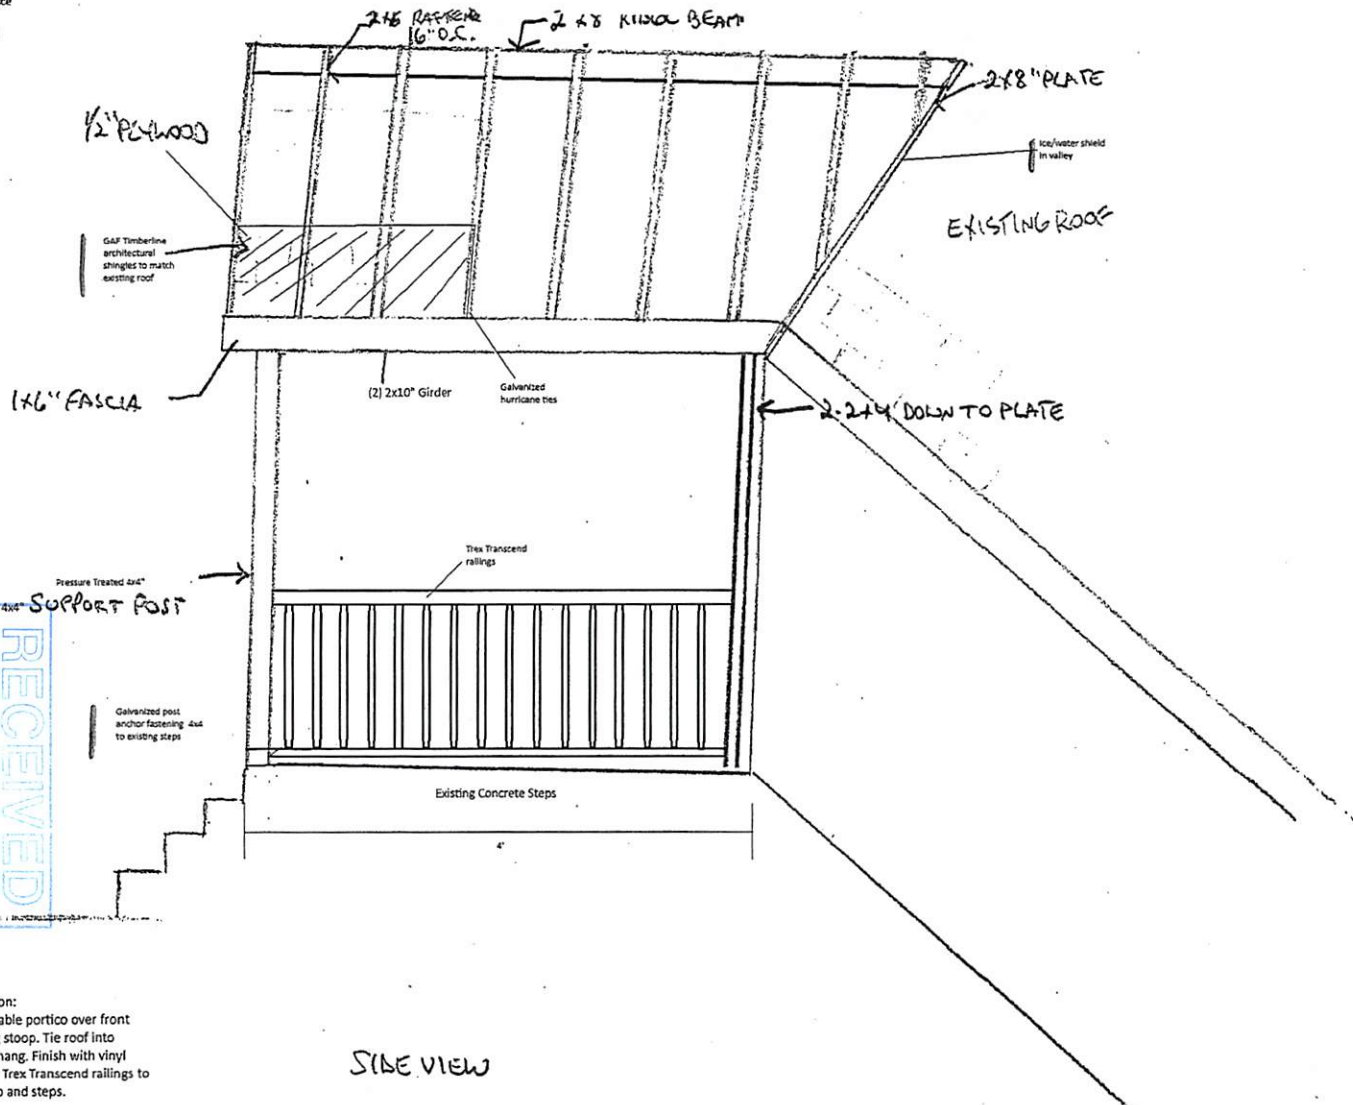 2x6 RAFTERS
16" O.C.
2x8 RIDGE BEAM
2x8" PLATE
1/2" PLYWOOD
Ice/water shield
in valley
EXISTING ROOF
GAF Timberline
architectural
shingles to match
existing roof
1x6" FASCIA
(2) 2x10" Girder
Galvanized
hurricane ties
2-2x4" DOWN TO PLATE
Trex Transcend
railings
Pressure Treated 4x4"
4x4" SUPPORT POST
RECEIVED
Galvanized post
anchor fastening 4x4
to existing steps
Existing Concrete Steps
4'
on:
able portico over front
stoop. Tie roof into
hang. Finish with vinyl
Trex Transcend railings to
and steps.
SIDE VIEW